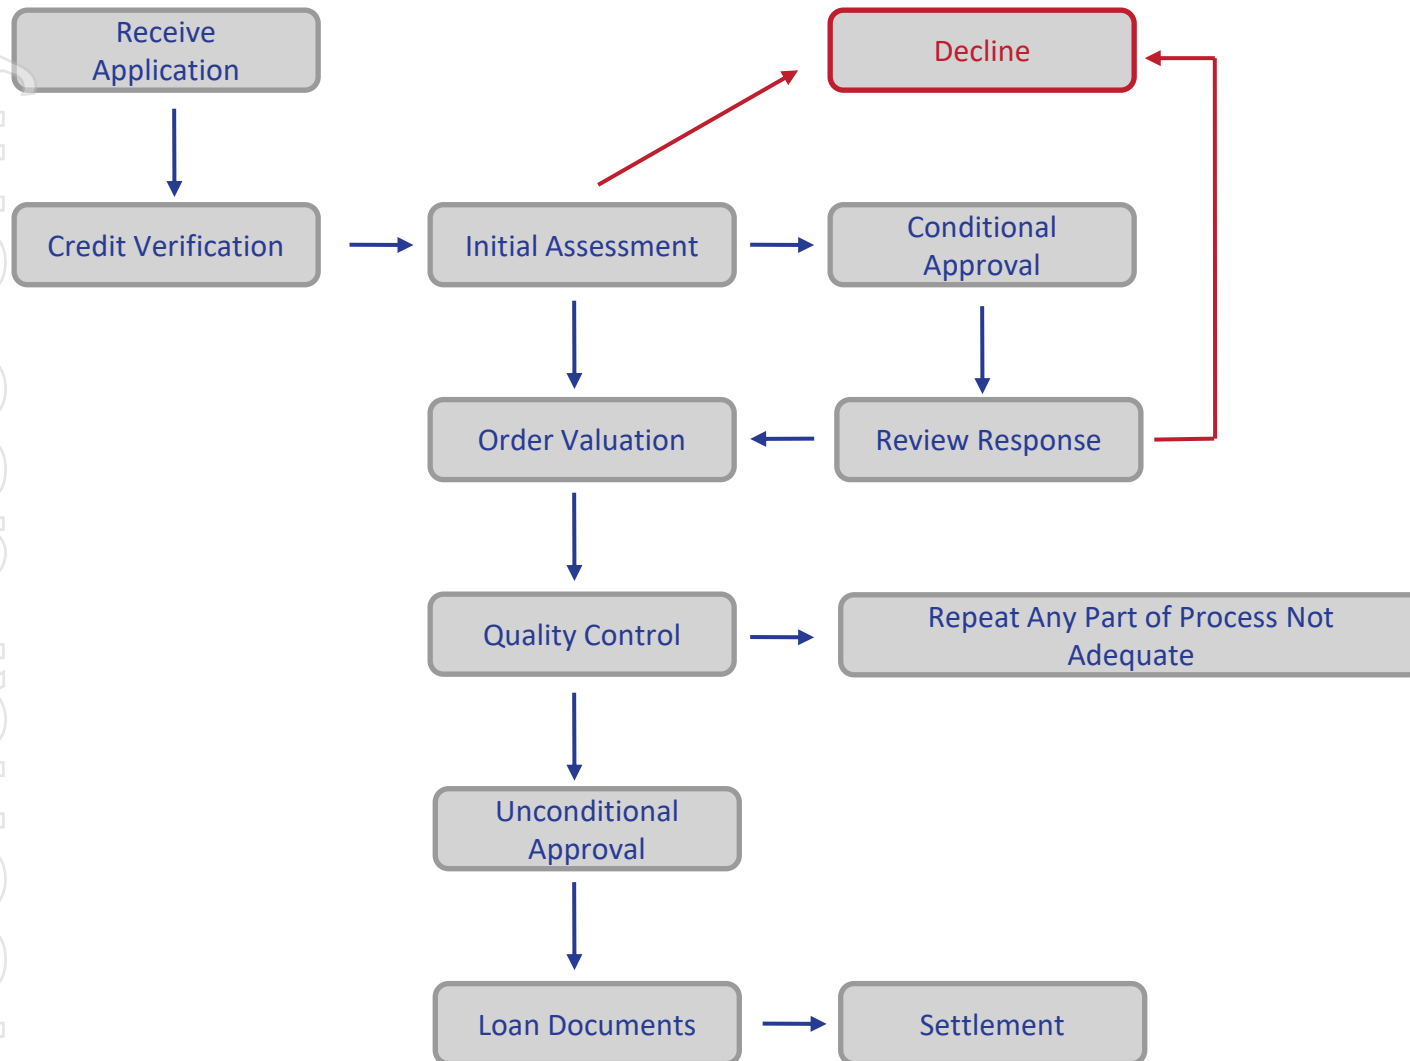 Receive
Application
Decline
Credit Verification
Initial Assessment
Conditional
Approval
Order Valuation
Review Response
Quality Control
Repeat Any Part of Process Not
Adequate
Unconditional
Approval
Loan Documents
Settlement